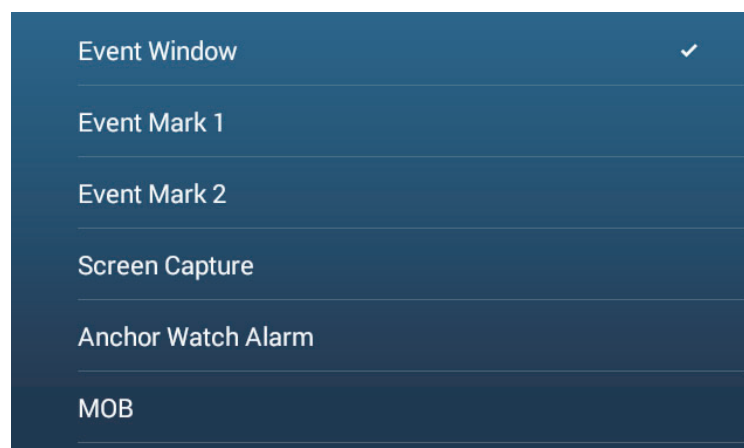 Event Window
Event Mark 1
Event Mark 2
Screen Capture
Anchor Watch Alarm
MOB